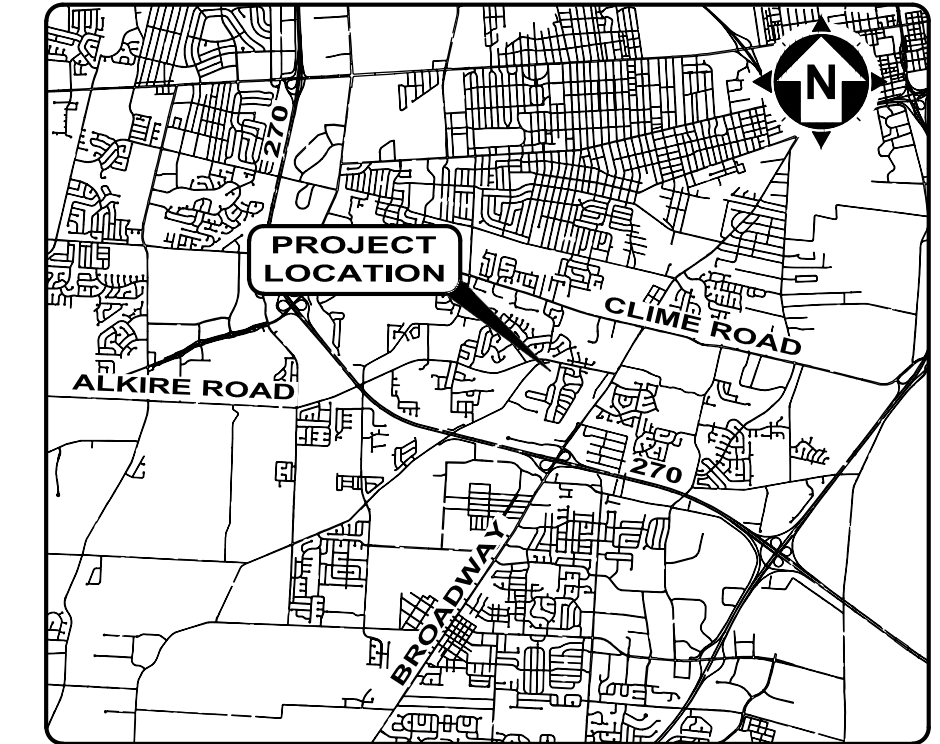 N
270
PROJECT
LOCATION
CLIME ROAD
ALKIRE ROAD
270
BROADWAY